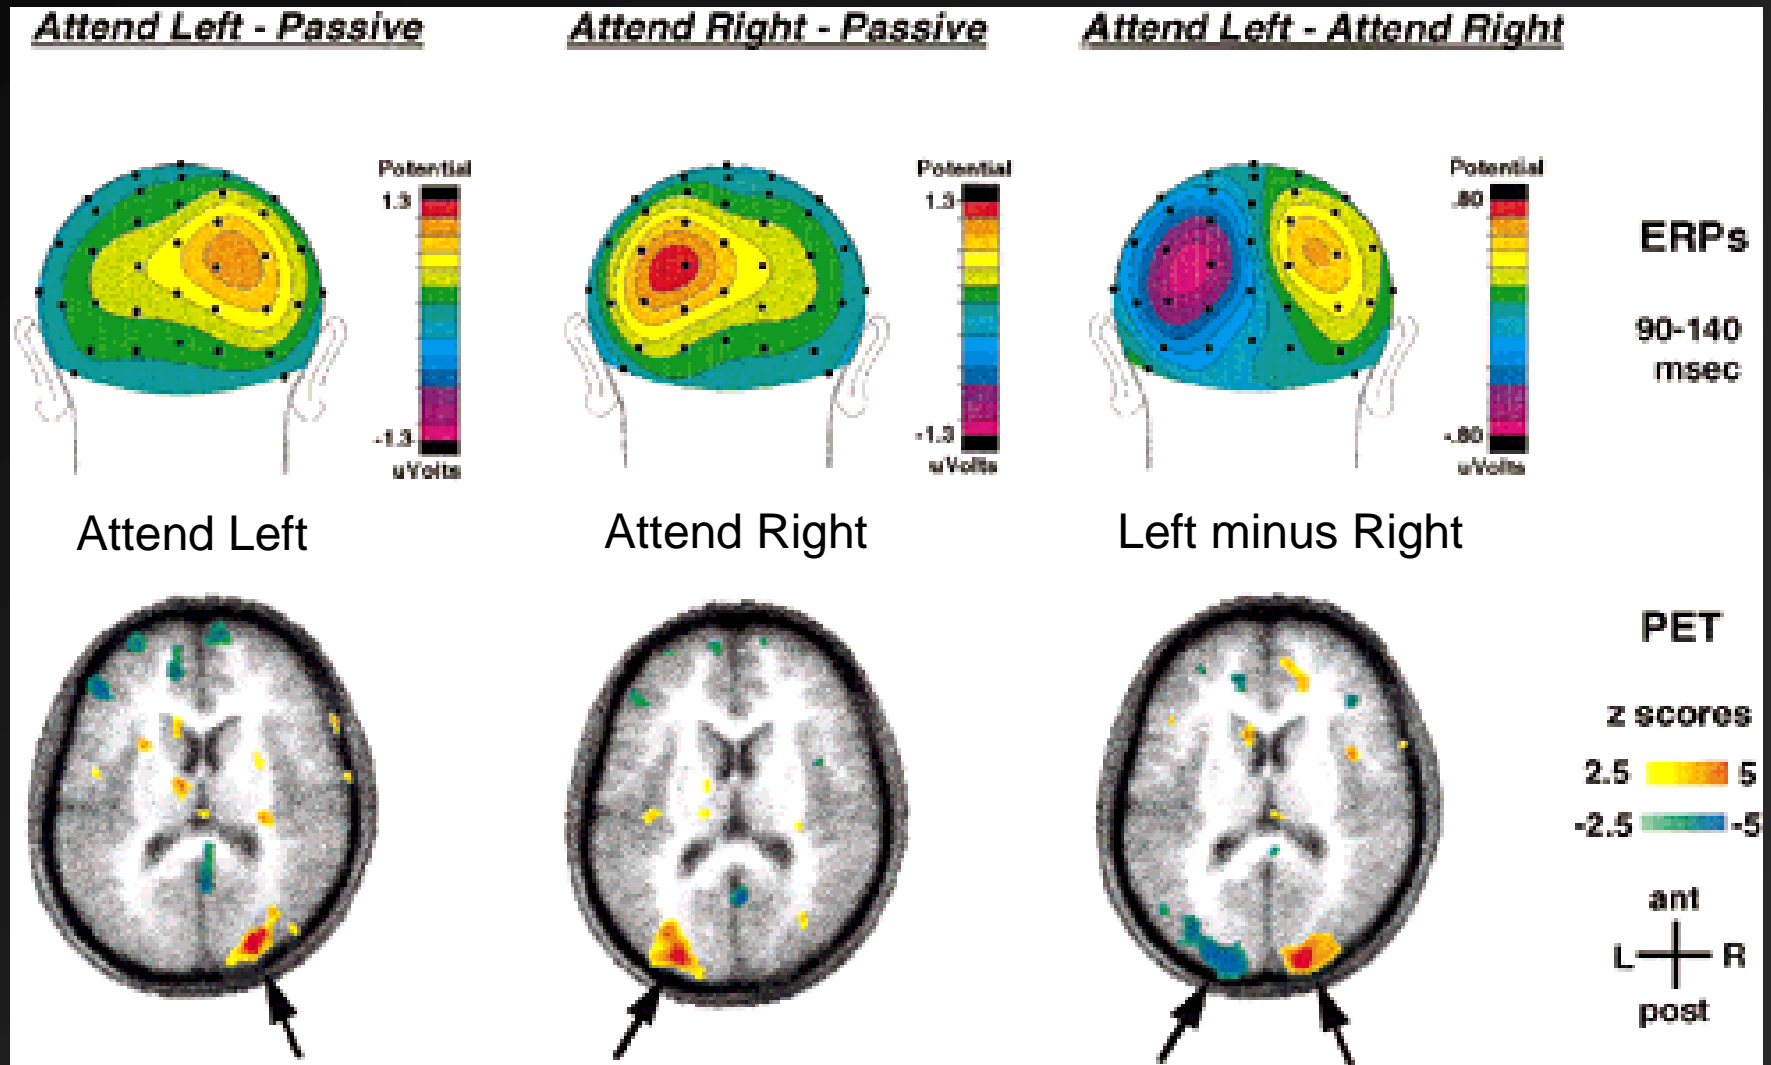 Attend Left - Passive
Attend Right - Passive
Attend Left - Attend Right
Potential
1.3
-1.3
uVolts
Potential
1.3
-1.3
uVolts
Potential
.80
-.80
uVolts
ERPs
90-140
msec
Attend Left
Attend Right
Left minus Right
PET
z scores
2.5 5
-2.5 -5
ant
L R
post